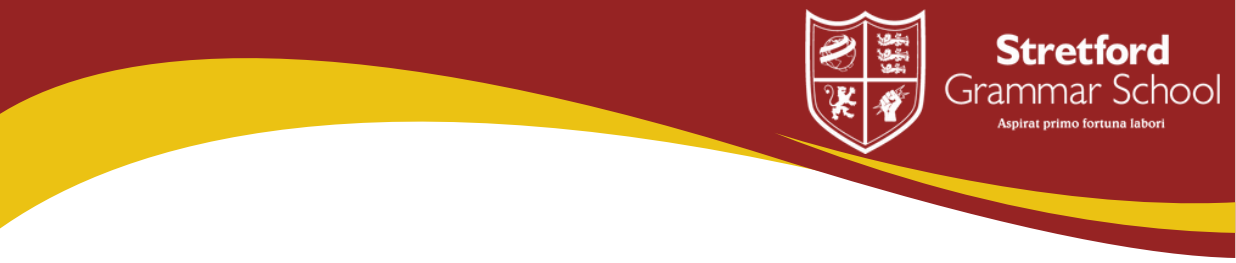 Stretford
Grammar School
Aspirat primo fortuna labori